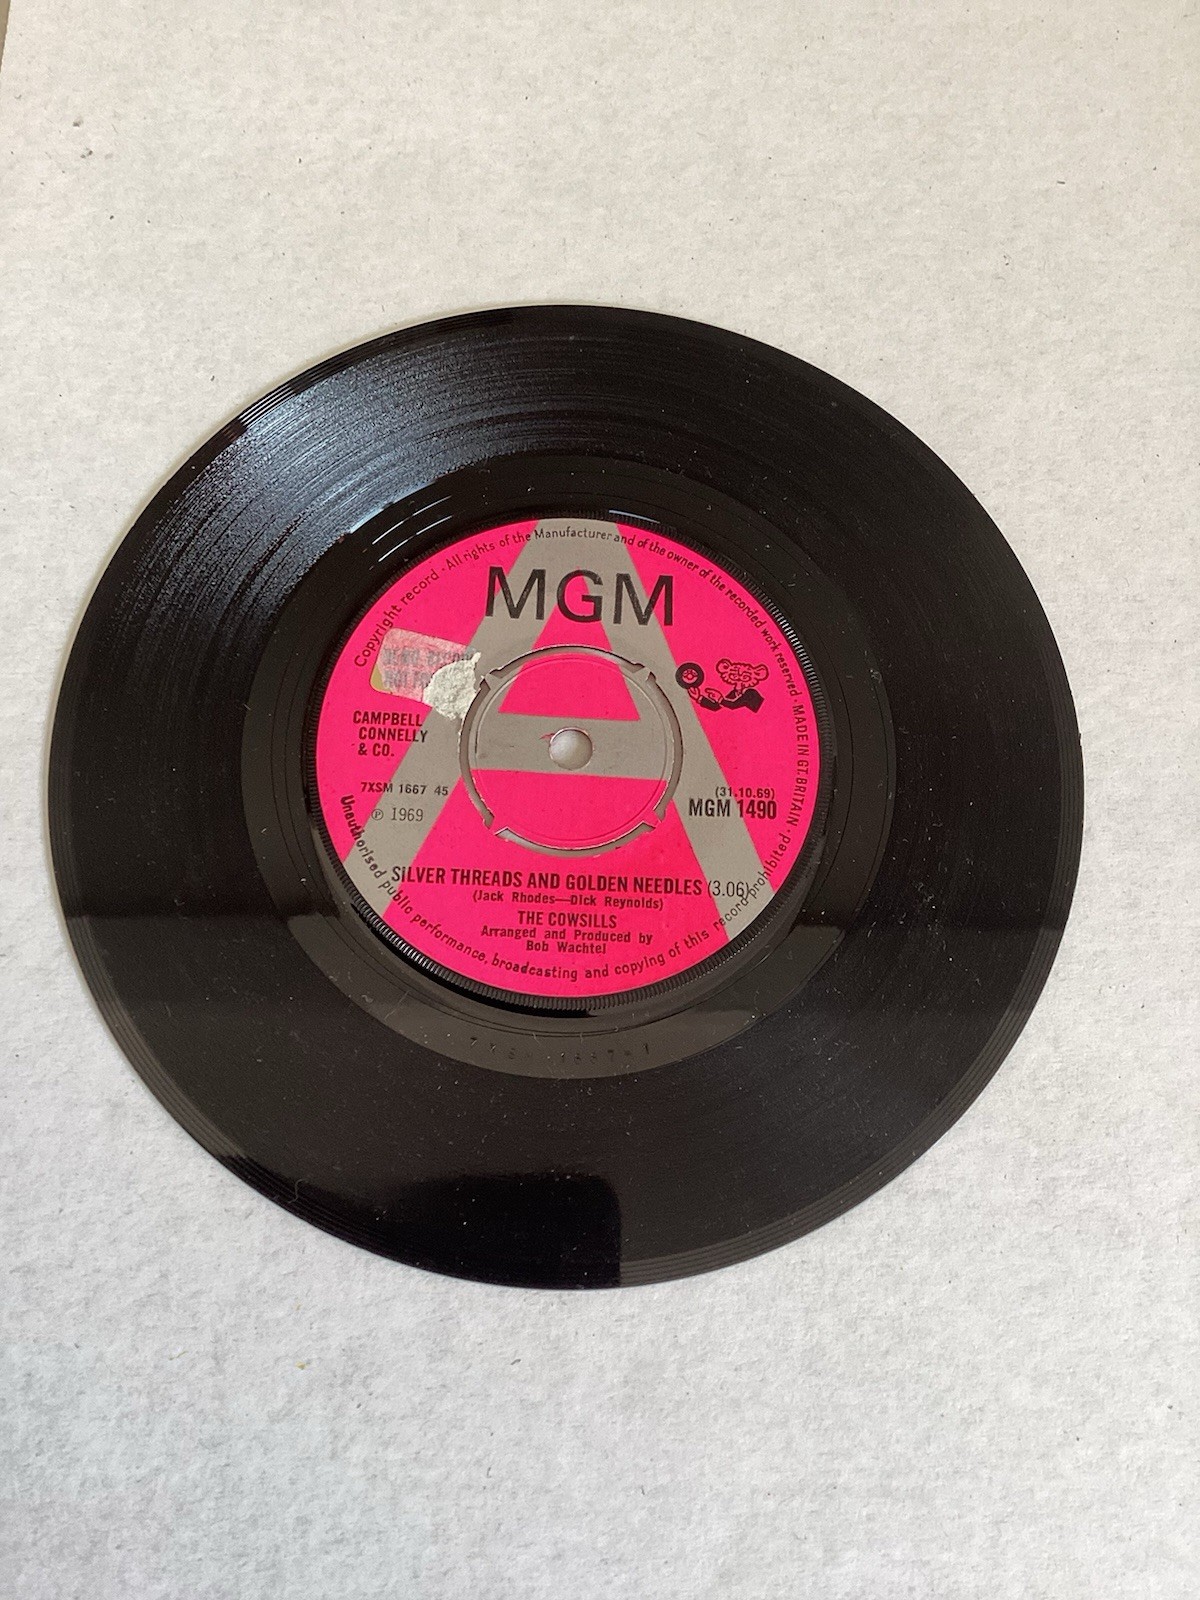 Copyright record · All rights of the Manufacturer and of the owner of the recorded work reserved · MADE IN GT. BRITAIN ·
Unauthorised public performance, broadcasting and copying of this record prohibited ·
MGM
A
CAMPBELL
CONNELLY
& CO.
7XSM 1667 45
℗ 1969
(31.10.69)
MGM 1490
SILVER THREADS AND GOLDEN NEEDLES (3.06)
(Jack Rhodes—Dick Reynolds)
THE COWSILLS
Arranged and Produced by
Bob Wachtel